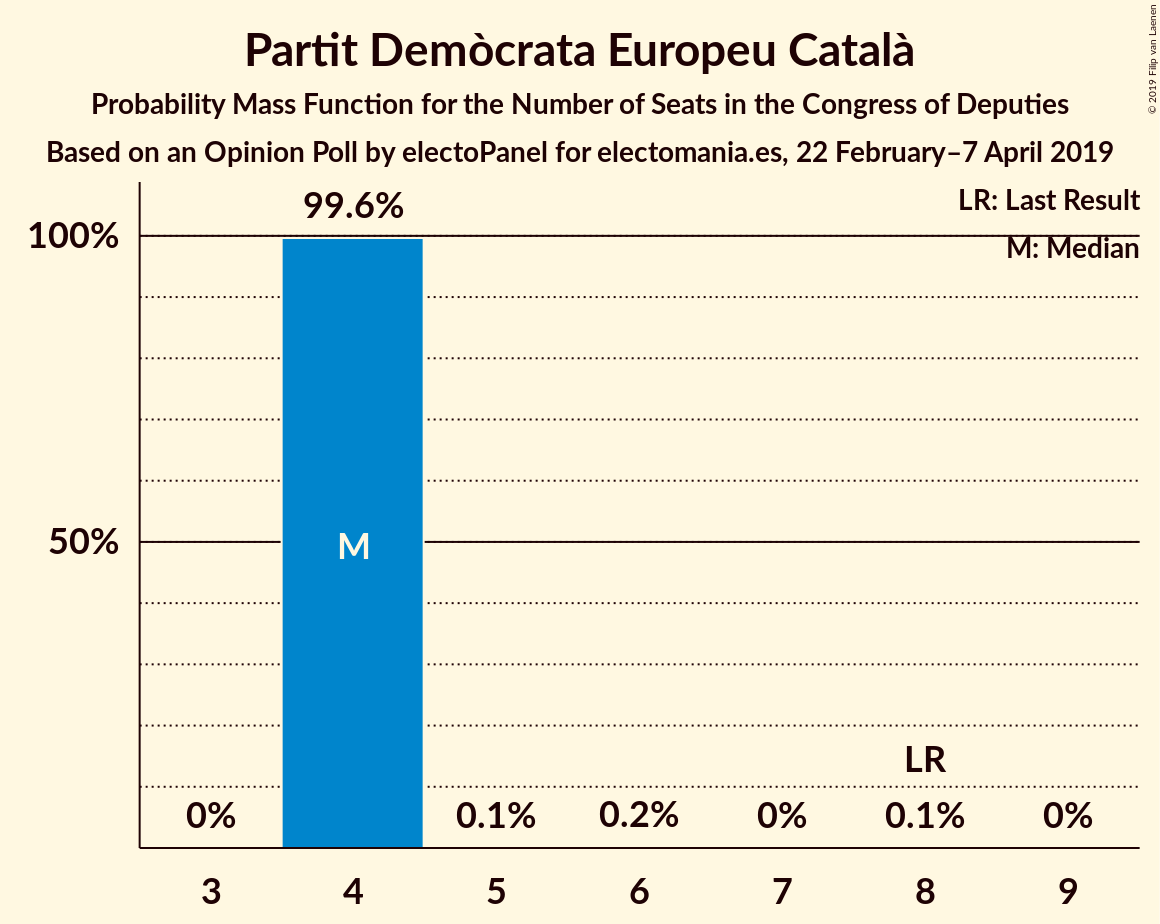 Partit Demòcrata Europeu Català
Probability Mass Function for the Number of Seats in the Congress of Deputies
Based on an Opinion Poll by electoPanel for electomania.es, 22 February–7 April 2019
© 2019 Filip van Laenen
LR: Last Result
M: Median
99.6%
100%
50%
M
LR
0%
0.1%
0.2%
0%
0.1%
0%
3
4
5
6
7
8
9